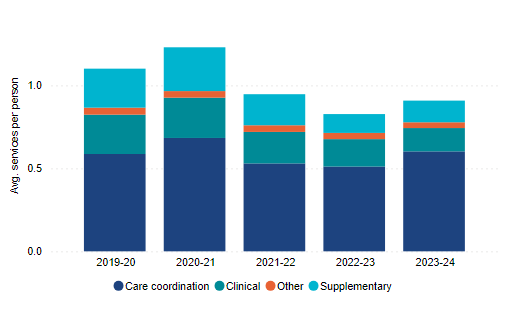 Avg. services per person
1.0
0.5
0.0
2019-20 2020-21 2021-22 2022-23 2023-24
Care coordination Clinical Other Supplementary